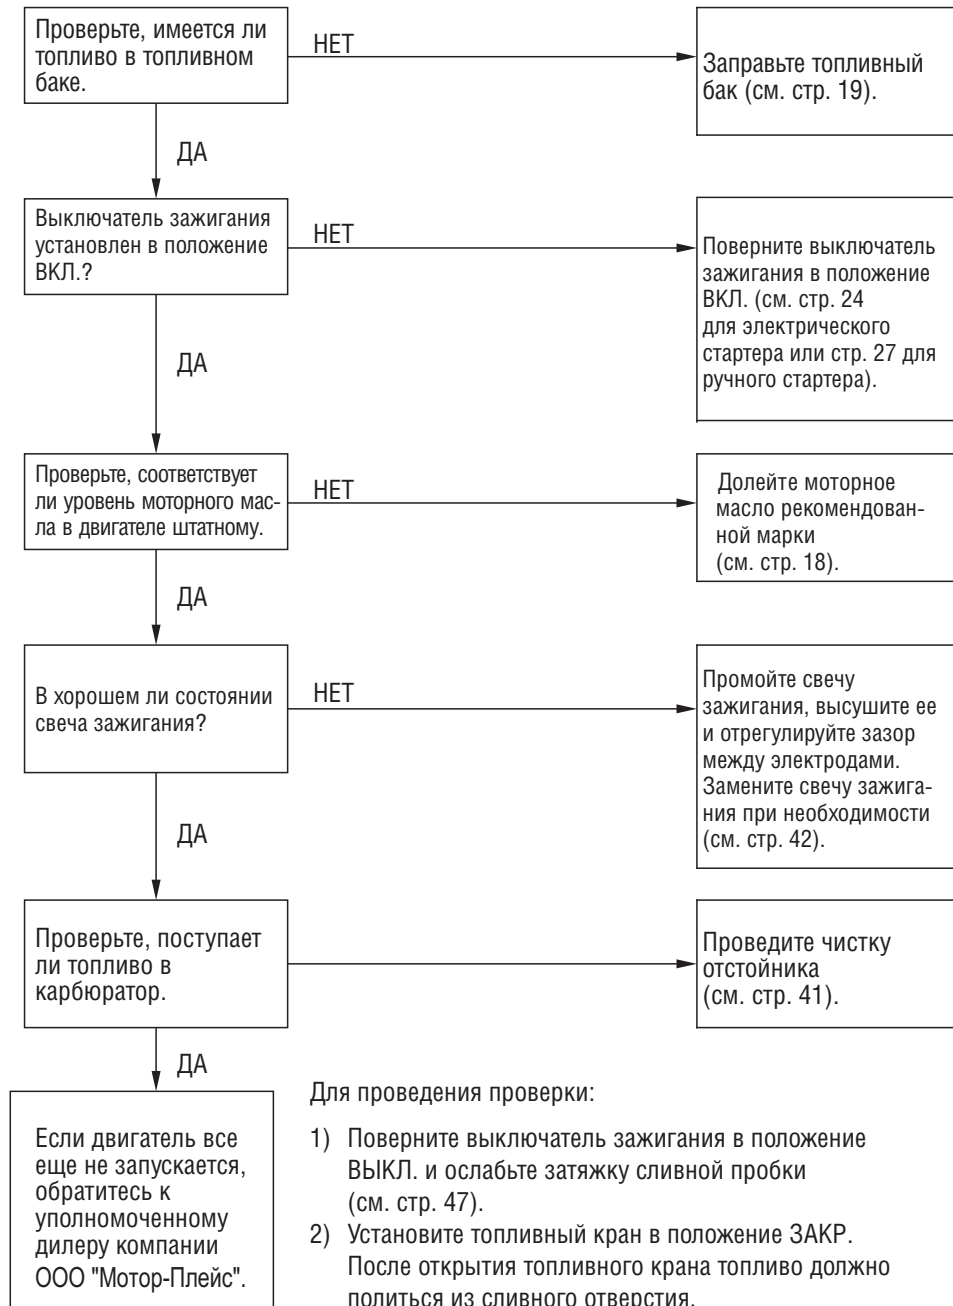 Проверьте, имеется ли
топливо в топливном
баке.
НЕТ
Заправьте топливный
бак (см. стр. 19).
ДА
Выключатель зажигания
установлен в положение
ВКЛ.?
НЕТ
Поверните выключатель
зажигания в положение
ВКЛ. (см. стр. 24
для электрического
стартера или стр. 27 для
ручного стартера).
ДА
Проверьте, соответствует
ли уровень моторного мас-
ла в двигателе штатному.
НЕТ
Долейте моторное
масло рекомендован-
ной марки
(см. стр. 18).
ДА
В хорошем ли состоянии
свеча зажигания?
НЕТ
Промойте свечу
зажигания, высушите ее
и отрегулируйте зазор
между электродами.
Замените свечу зажига-
ния при необходимости
(см. стр. 42).
ДА
Проверьте, поступает
ли топливо в
карбюратор.
Проведите чистку
отстойника
(см. стр. 41).
ДА
Если двигатель все
еще не запускается,
обратитесь к
уполномоченному
дилеру компании
ООО "Мотор-Плейс".
Для проведения проверки:
1) Поверните выключатель зажигания в положение
ВЫКЛ. и ослабьте затяжку сливной пробки
(см. стр. 47).
2) Установите топливный кран в положение ЗАКР.
После открытия топливного крана топливо должно
политься из сливного отверстия.